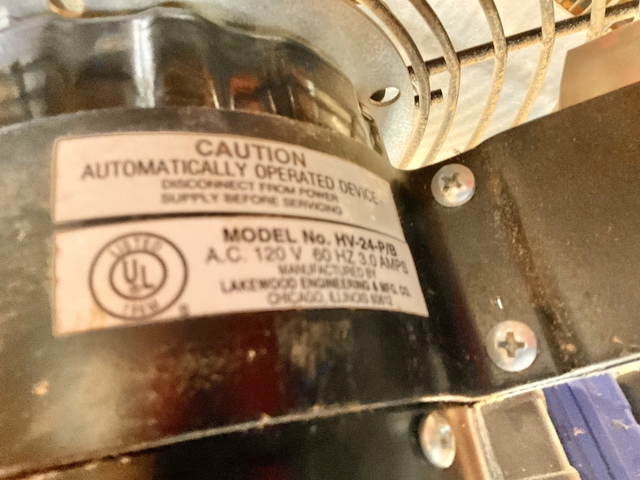 CAUTION
AUTOMATICALLY OPERATED DEVICE
DISCONNECT FROM POWER
SUPPLY BEFORE SERVICING
LISTED
UL
MODEL No. HV-24-P/B
A.C. 120 V 60 HZ 3.0 AMPS
MANUFACTURED BY
LAKEWOOD ENGINEERING & MFG. CO.
CHICAGO, ILLINOIS